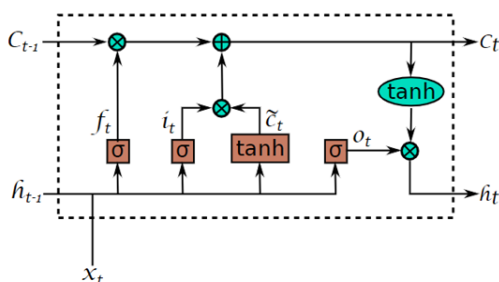 C_{t-1} ⊗ ⊕ C_t
tanh
f_t i_t ⊗ c̃_t
σ σ tanh σ o_t ⊗
h_{t-1} h_t
x_t